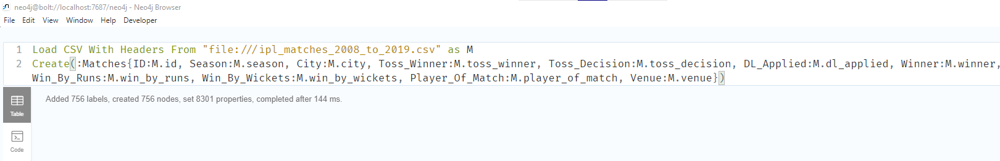 neo4j@bolt://localhost:7687/neo4j - Neo4j Browser
File Edit View Window Help Developer
1 Load CSV With Headers From "file:///ipl_matches_2008_to_2019.csv" as M
2 Create(:Matches{ID:M.id, Season:M.season, City:M.city, Toss_Winner:M.toss_winner, Toss_Decision:M.toss_decision, DL_Applied:M.dl_applied, Winner:M.winner,
Win_By_Runs:M.win_by_runs, Win_By_Wickets:M.win_by_wickets, Player_Of_Match:M.player_of_match, Venue:M.venue})
Added 756 labels, created 756 nodes, set 8301 properties, completed after 144 ms.
Table
Code